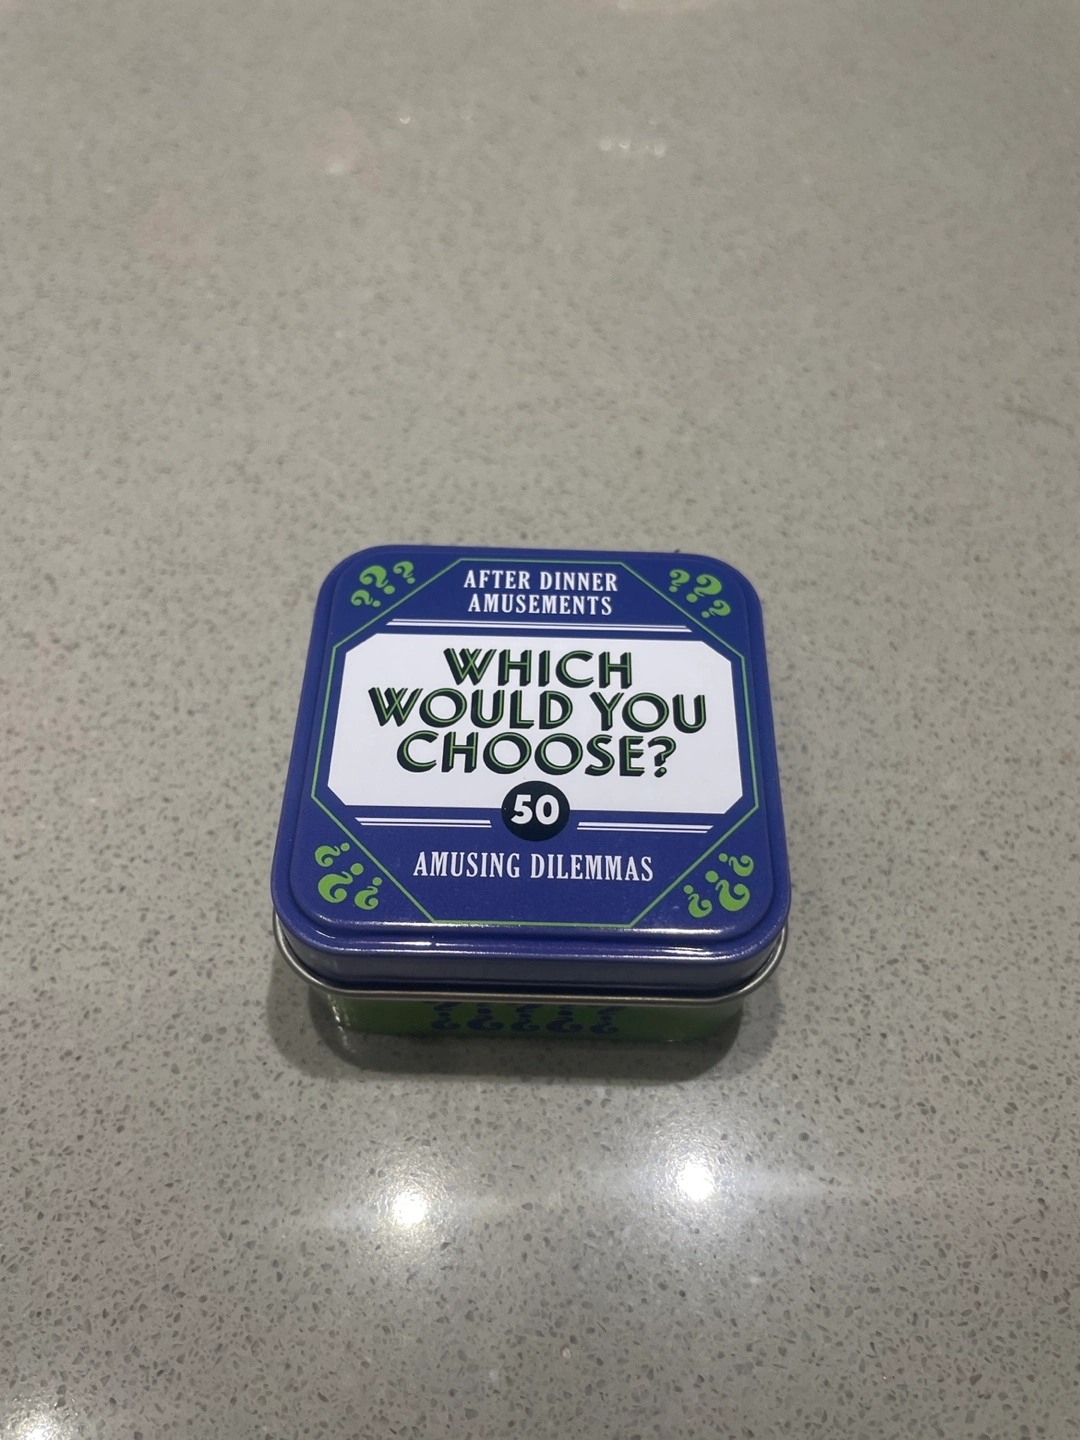 AFTER DINNER
AMUSEMENTS
WHICH
WOULD YOU
CHOOSE?
50
AMUSING DILEMMAS